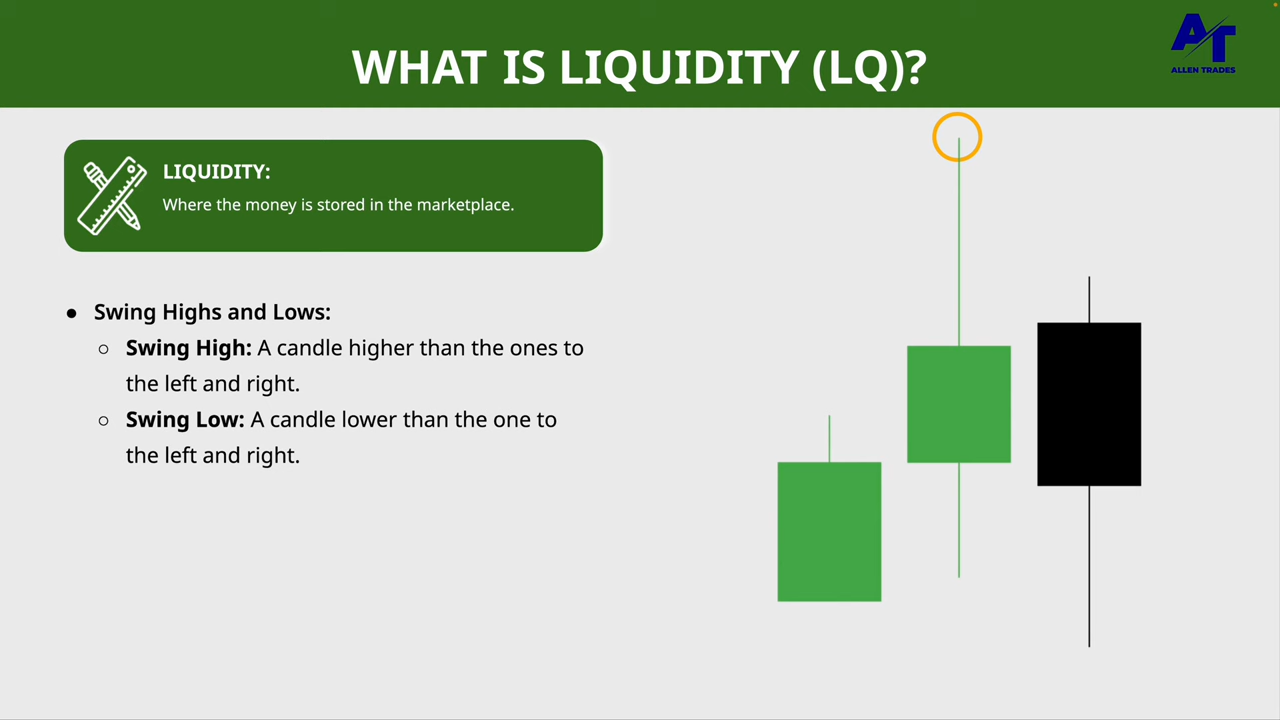 WHAT IS LIQUIDITY (LQ)?
AT
ALLEN TRADES
LIQUIDITY:
Where the money is stored in the marketplace.
● Swing Highs and Lows:
○ Swing High: A candle higher than the ones to
the left and right.
○ Swing Low: A candle lower than the one to
the left and right.